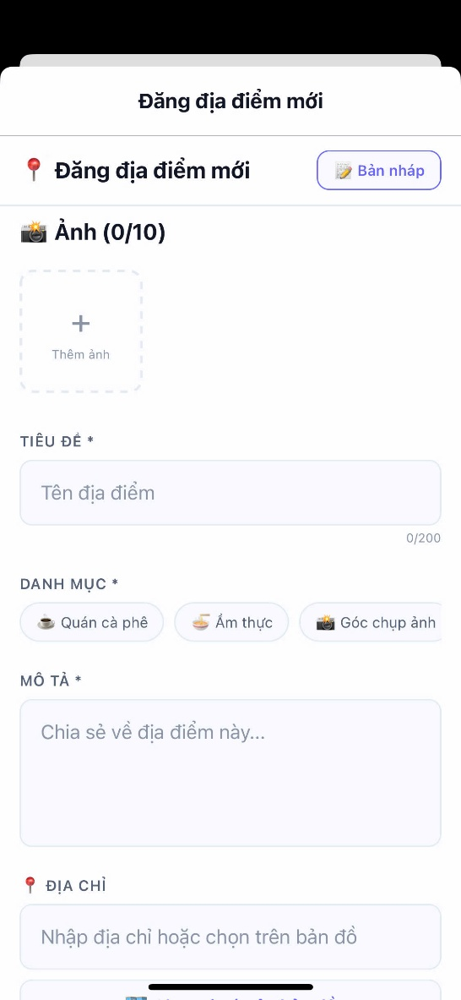 Đăng địa điểm mới
Đăng địa điểm mới
Bản nháp
Ảnh (0/10)
+
Thêm ảnh
TIÊU ĐỀ *
Tên địa điểm
0/200
DANH MỤC *
Quán cà phê
Ẩm thực
Góc chụp ảnh
MÔ TẢ *
Chia sẻ về địa điểm này...
ĐỊA CHỈ
Nhập địa chỉ hoặc chọn trên bản đồ